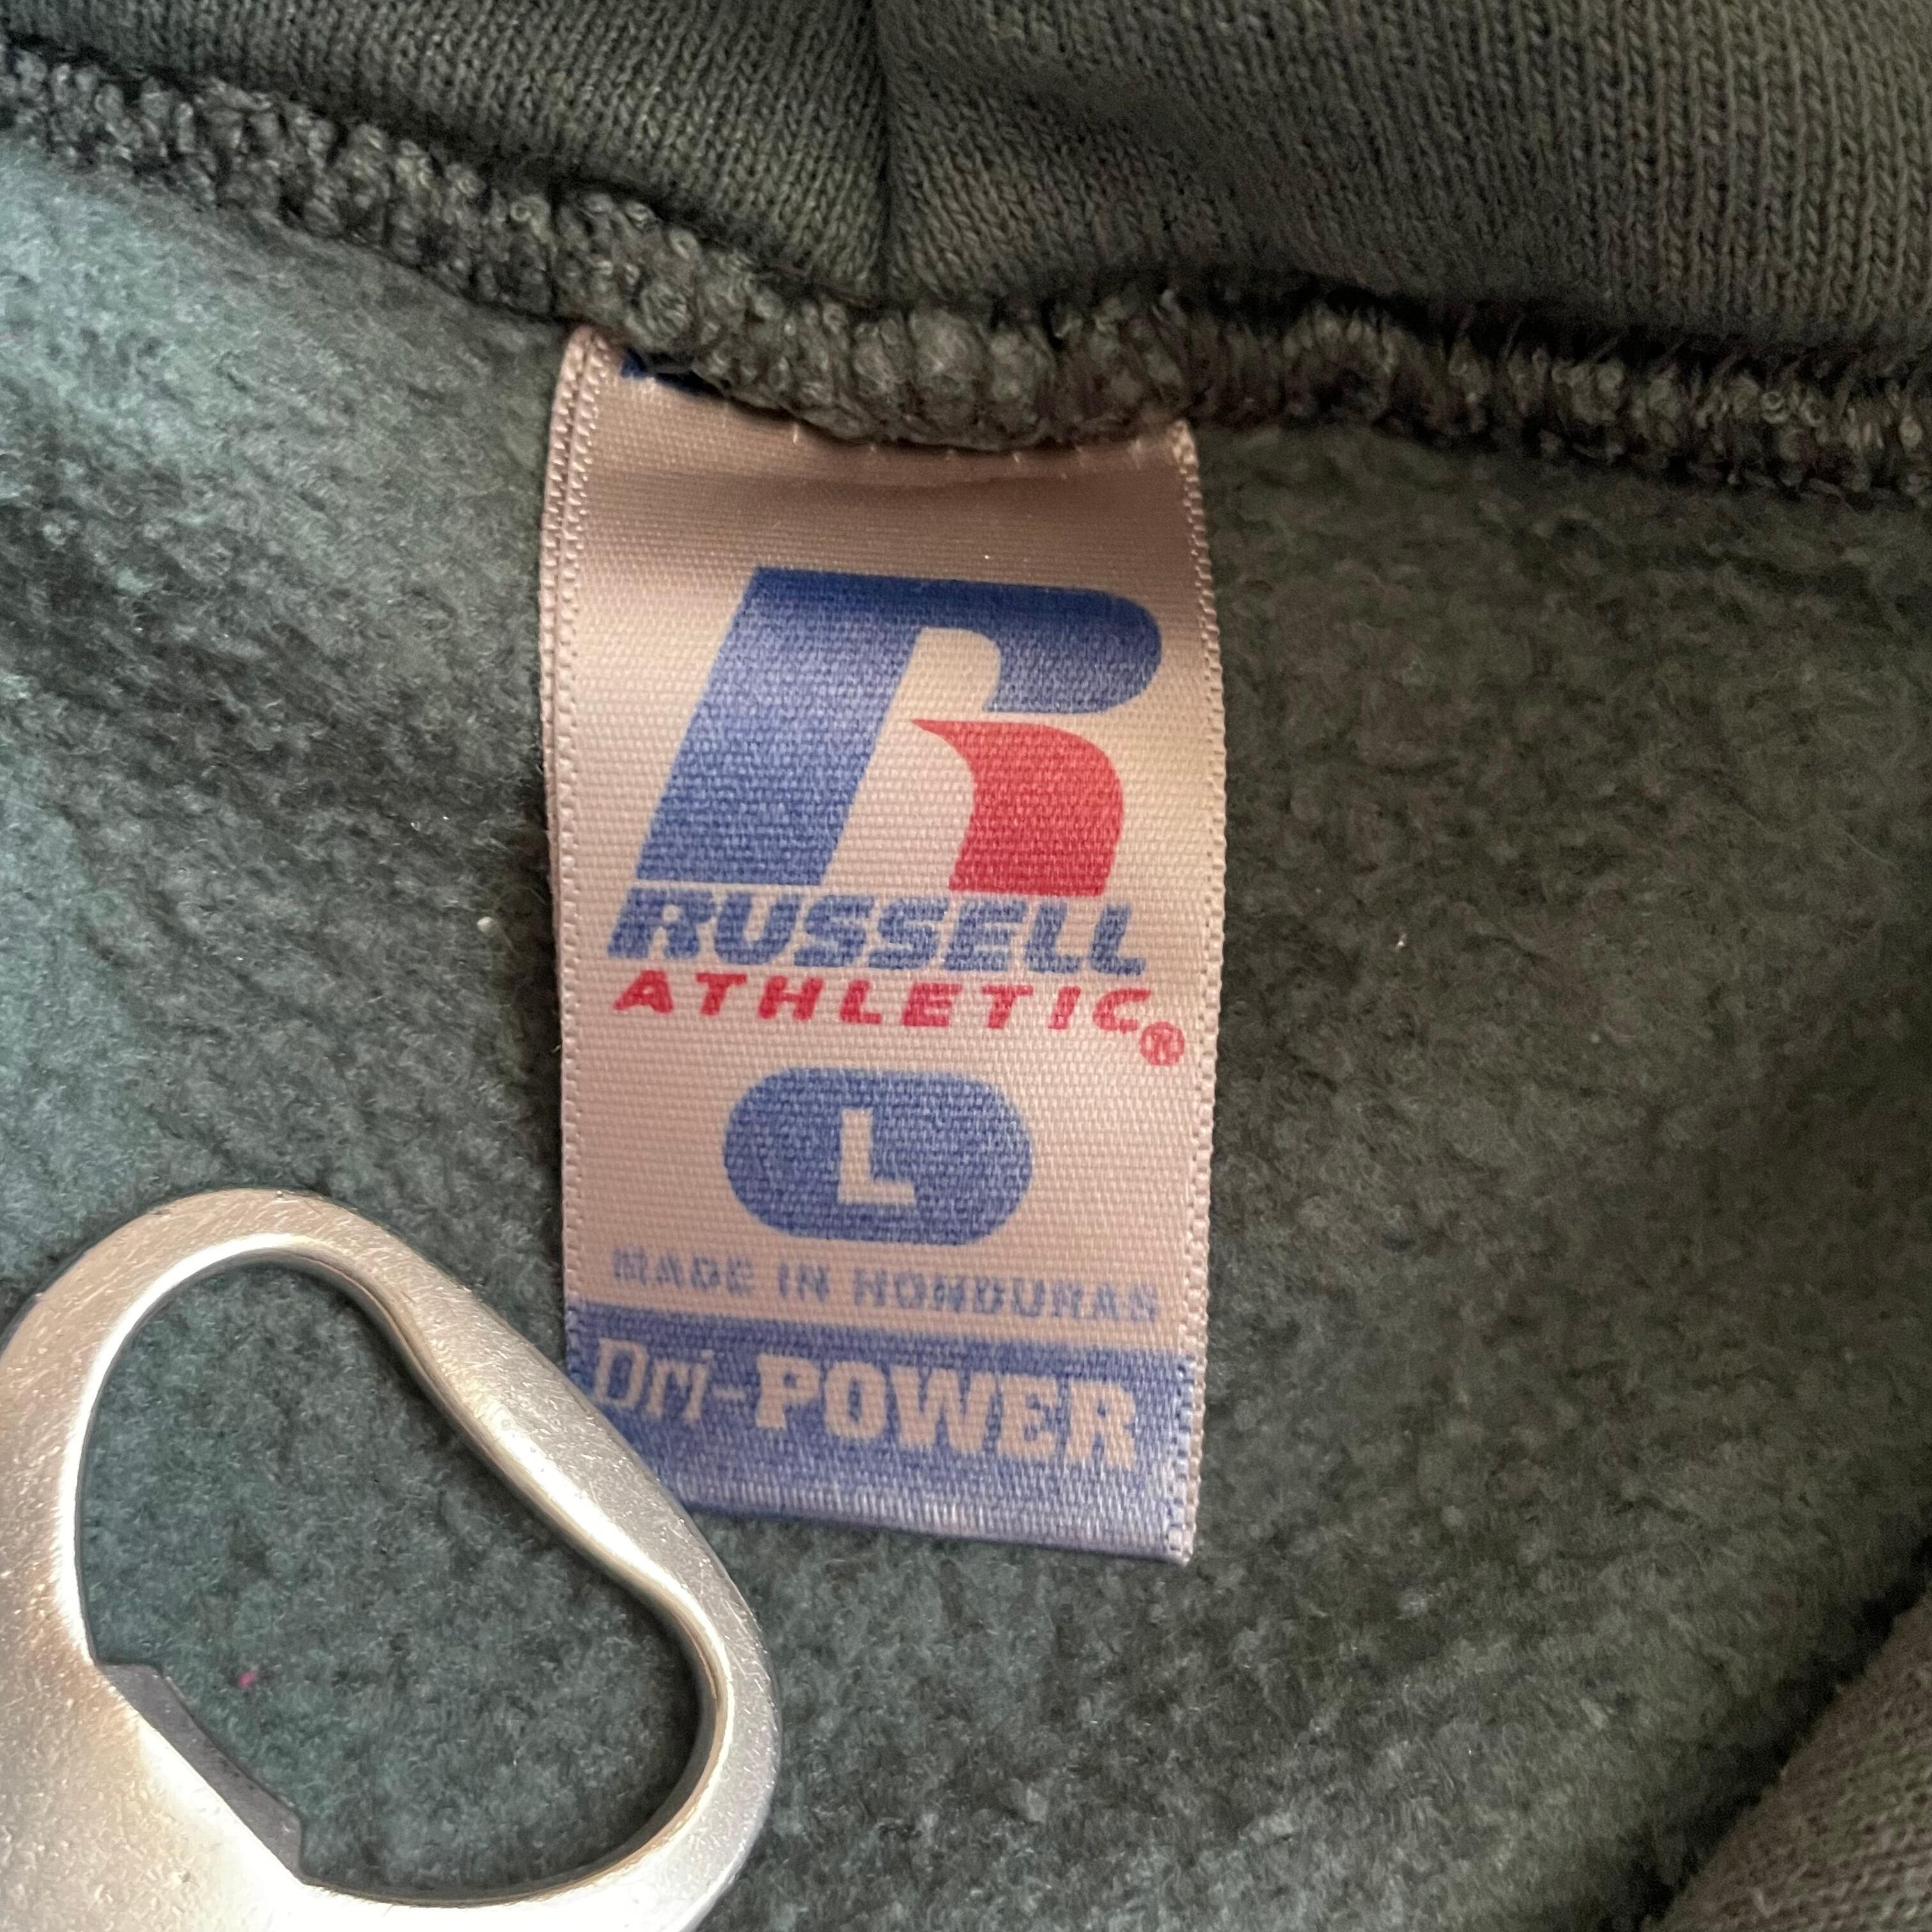 R
RUSSELL
ATHLETIC®
L
MADE IN HONDURAS
Dri-POWER